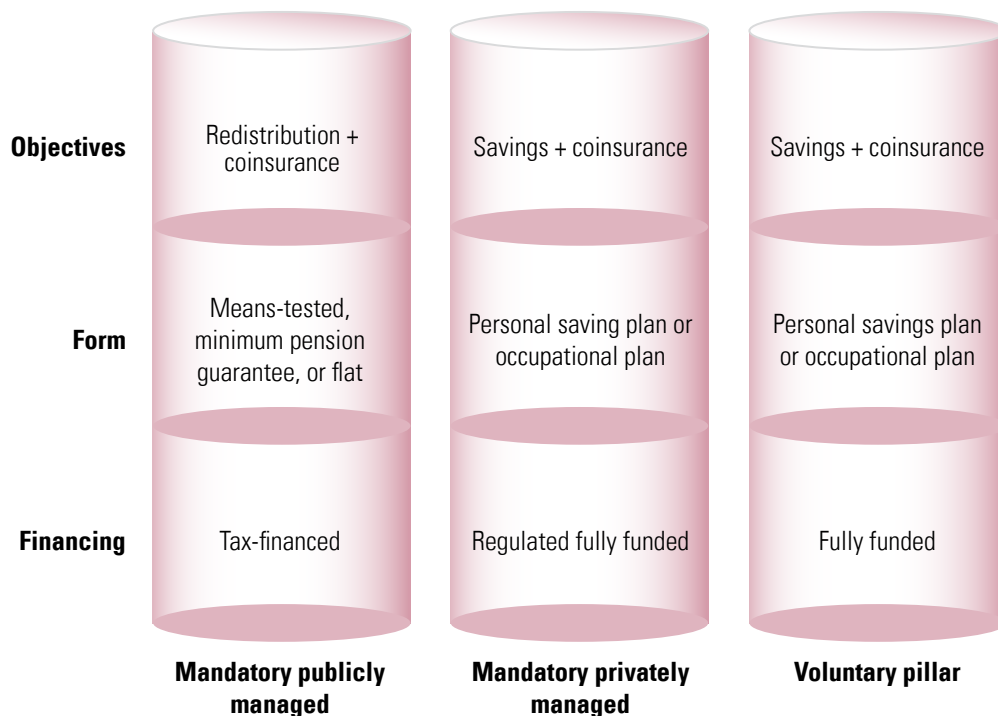 Objectives
Redistribution +
coinsurance
Savings + coinsurance
Savings + coinsurance
Form
Means-tested,
minimum pension
guarantee, or flat
Personal saving plan or
occupational plan
Personal savings plan
or occupational plan
Financing
Tax-financed
Regulated fully funded
Fully funded
Mandatory publicly
managed
Mandatory privately
managed
Voluntary pillar